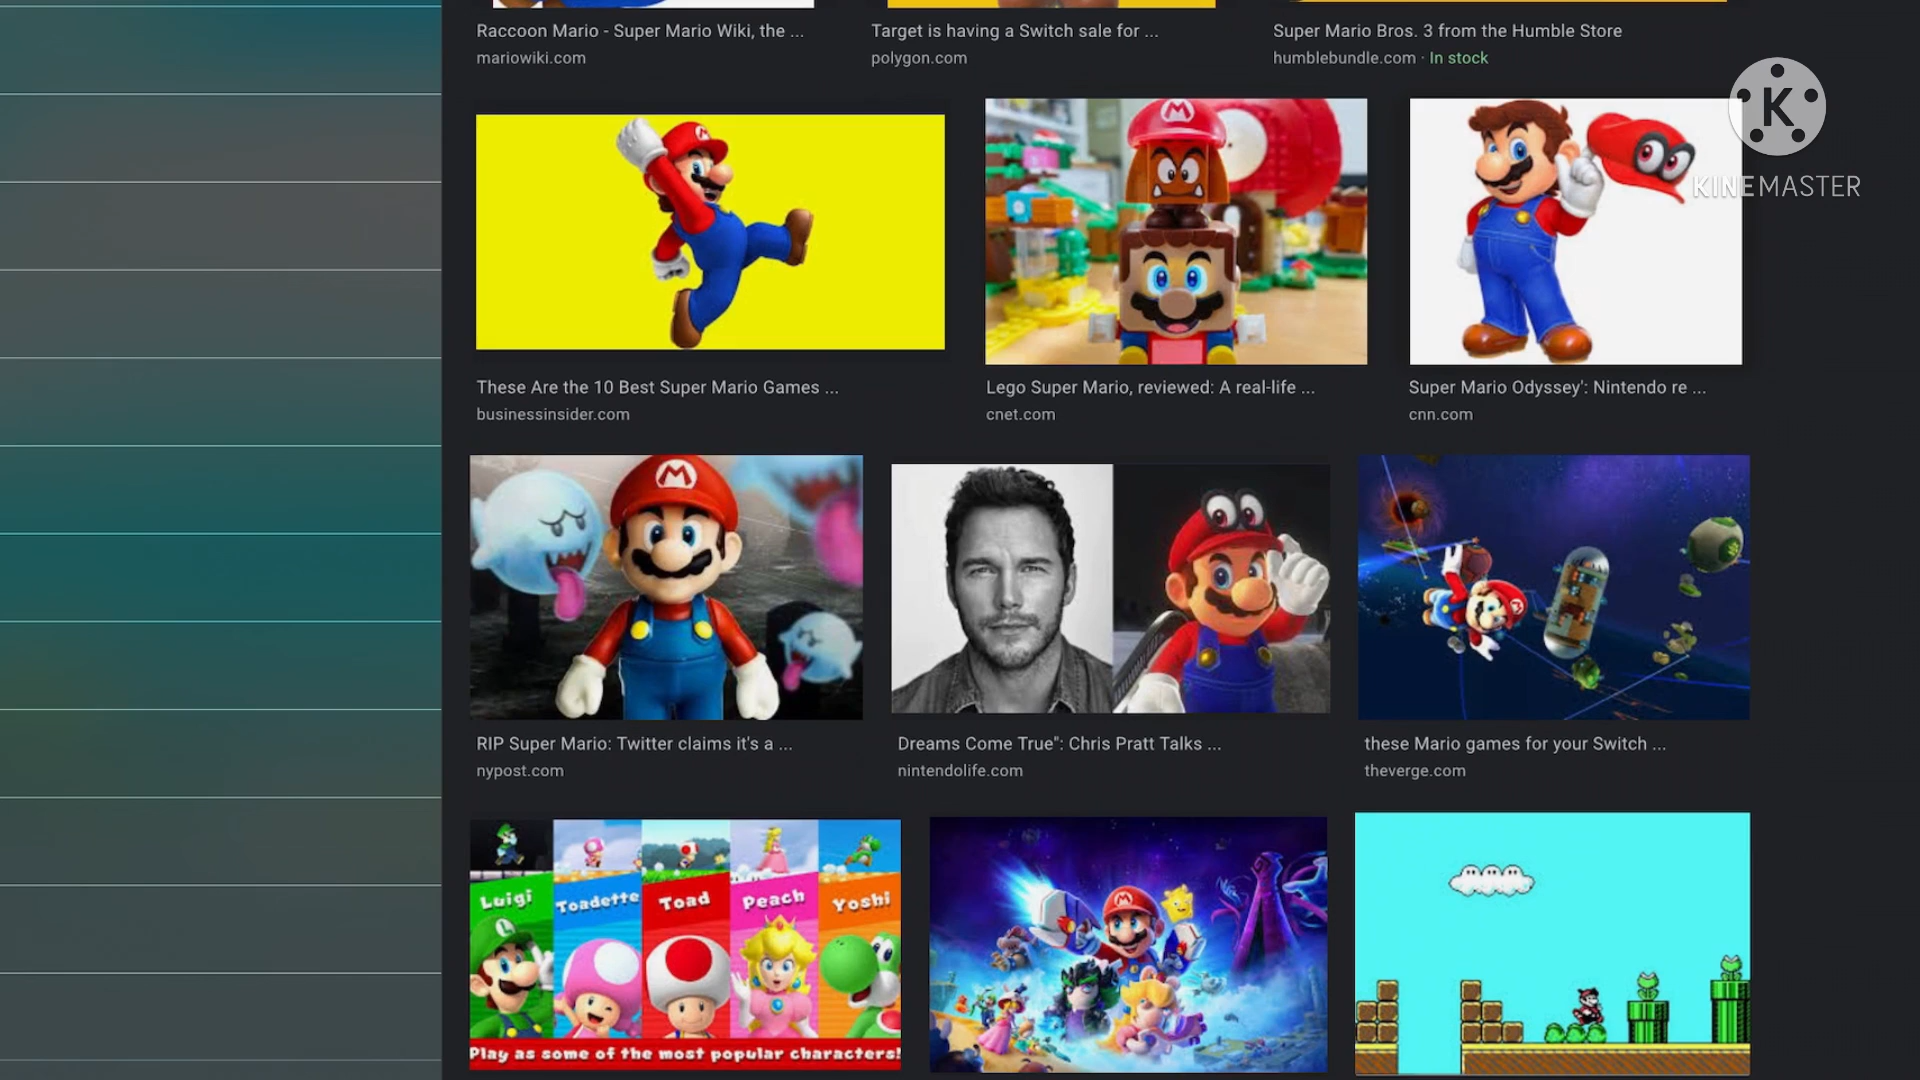 Raccoon Mario - Super Mario Wiki, the ...
mariowiki.com
Target is having a Switch sale for ...
polygon.com
Super Mario Bros. 3 from the Humble Store
humblebundle.com · In stock
K
KINEMASTER
These Are the 10 Best Super Mario Games ...
businessinsider.com
Lego Super Mario, reviewed: A real-life ...
cnet.com
Super Mario Odyssey': Nintendo re ...
cnn.com
RIP Super Mario: Twitter claims it's a ...
nypost.com
Dreams Come True": Chris Pratt Talks ...
nintendolife.com
these Mario games for your Switch ...
theverge.com
Luigi
Toadette
Toad
Peach
Yoshi
Play as some of the most popular characters!